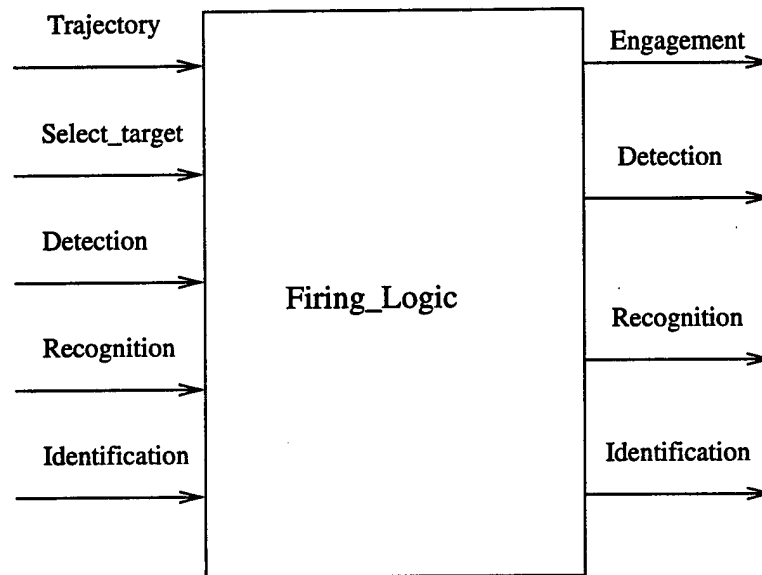 Trajectory
Select_target
Detection
Recognition
Identification
Firing_Logic
Engagement
Detection
Recognition
Identification